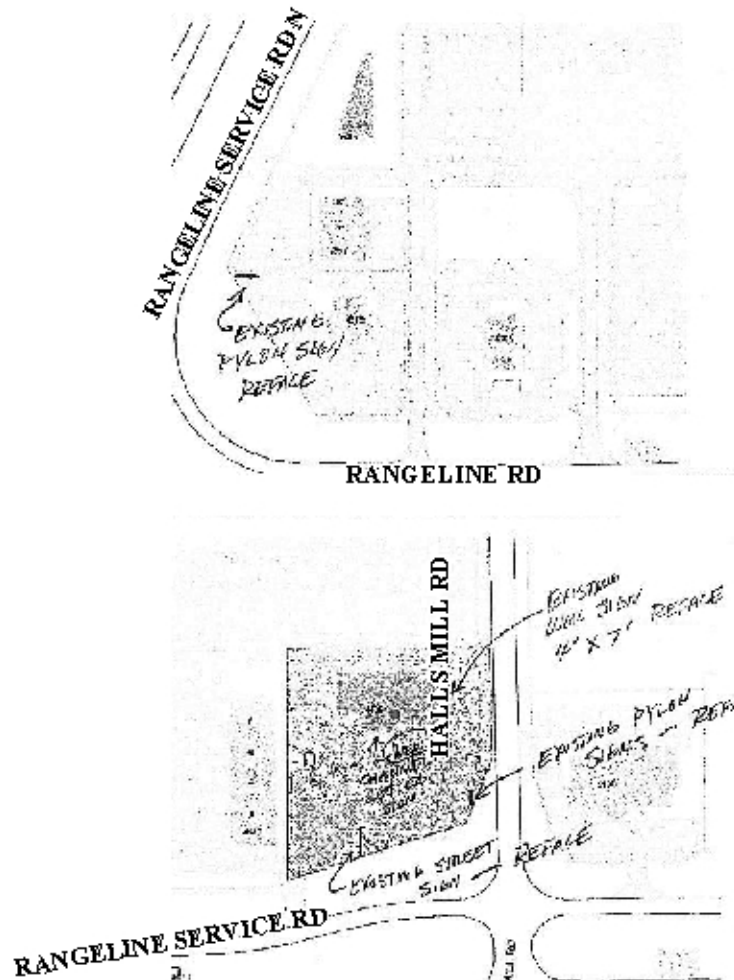 RANGELINE SERVICE RD N
EXISTING
PYLON SIGN
REFACE
RANGELINE RD
HALLS MILL RD
EXISTING
WALL SIGN
REFACE
EXISTING PYLON
SIGNS —
EXISTING STREET
SIGN — REFACE
RANGELINE SERVICE RD